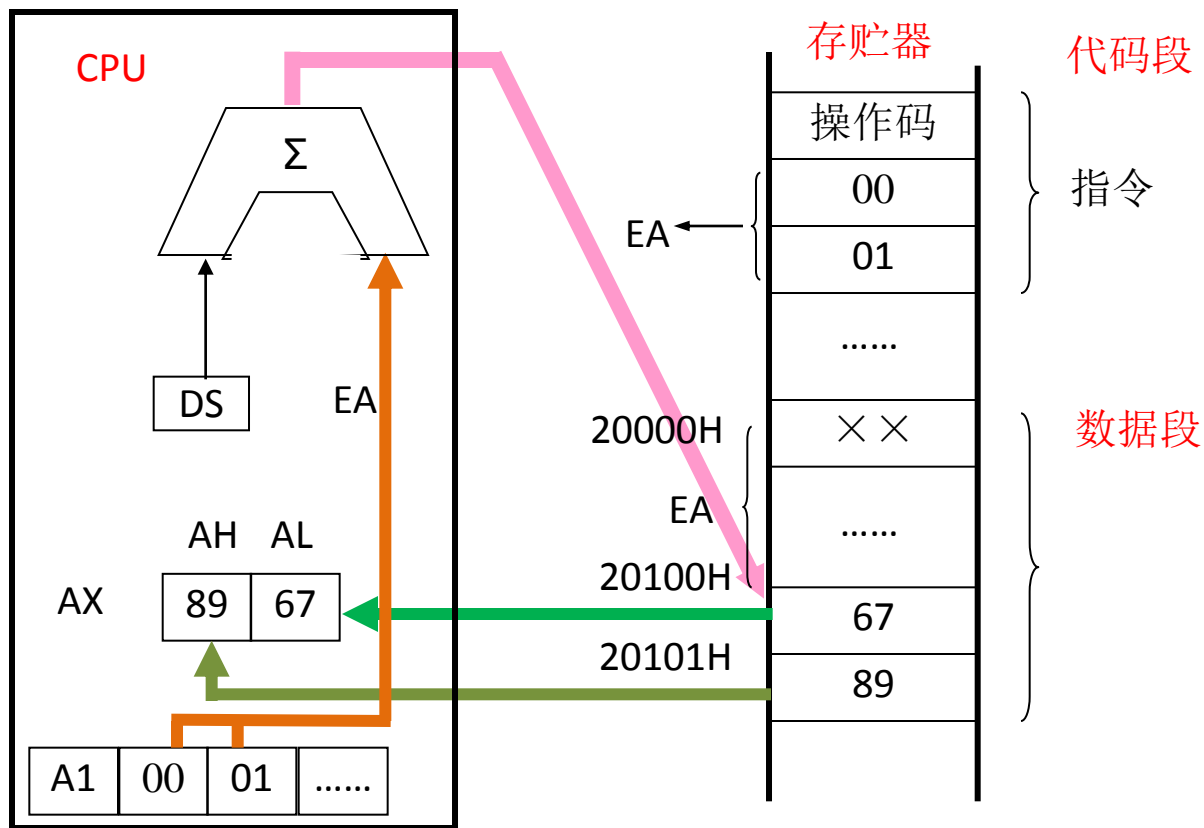 CPU
Σ
DS
EA
AH AL
AX
89 67
A1 00 01 ……
存贮器
操作码
00
01
……
××
……
67
89
EA
20000H
EA
20100H
20101H
代码段
指令
数据段